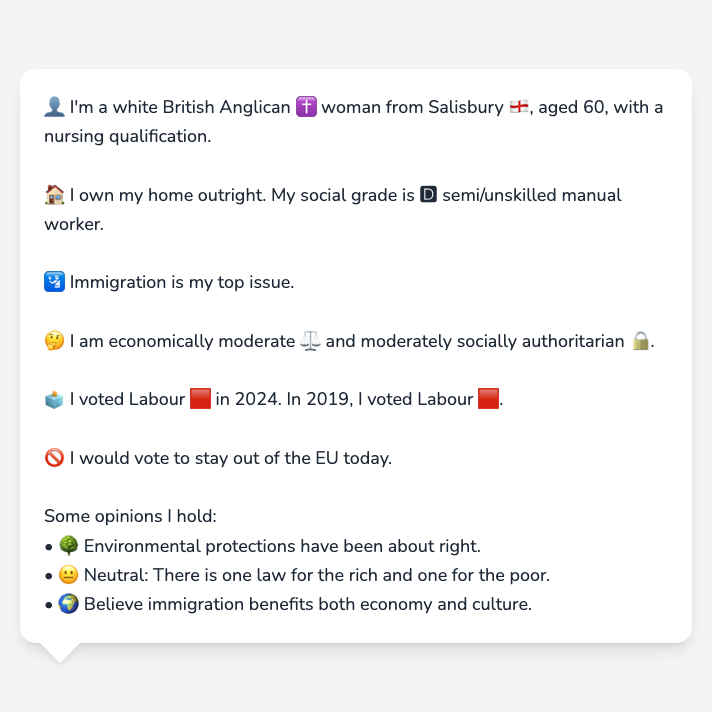 👤 I'm a white British Anglican ✝️ woman from Salisbury 🏴󠁧󠁢󠁥󠁮󠁧󠁿, aged 60, with a
nursing qualification.
🏠 I own my home outright. My social grade is 🅳 semi/unskilled manual
worker.
🛂 Immigration is my top issue.
🤔 I am economically moderate ⚖️ and moderately socially authoritarian 🔒.
🗳️ I voted Labour 🟥 in 2024. In 2019, I voted Labour 🟥.
🚫 I would vote to stay out of the EU today.
Some opinions I hold:
• 🌳 Environmental protections have been about right.
• 😐 Neutral: There is one law for the rich and one for the poor.
• 🌍 Believe immigration benefits both economy and culture.